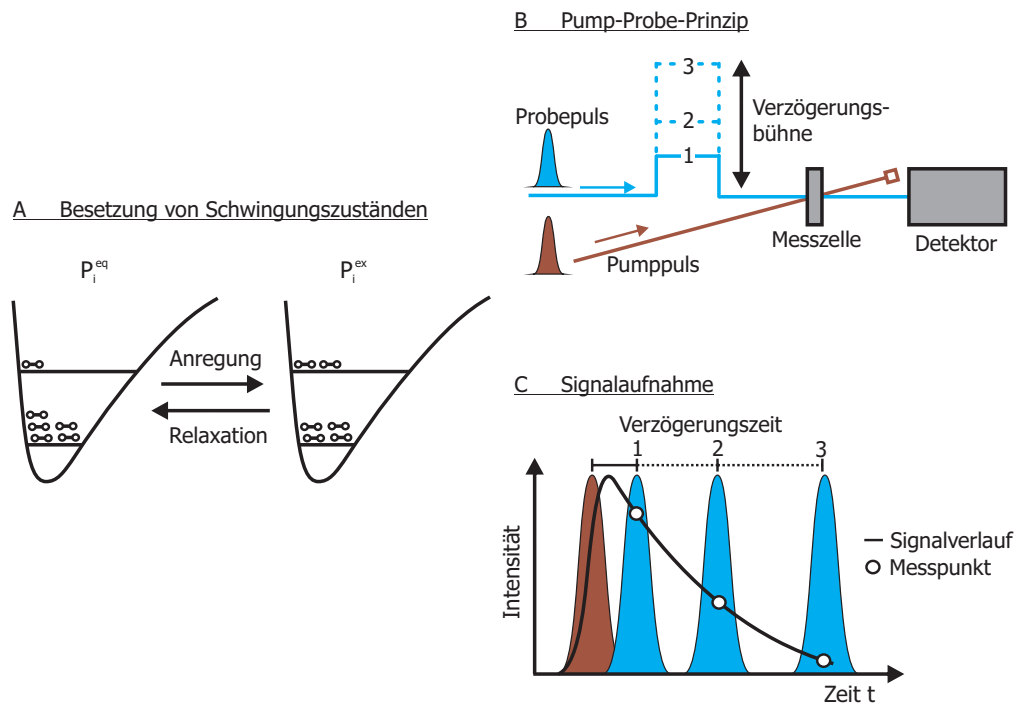 A Besetzung von Schwingungszuständen
P_i^eq
P_i^ex
Anregung
Relaxation
B Pump-Probe-Prinzip
3
2
1
Probepuls
Verzögerungs-
bühne
Messzelle
Detektor
Pumppuls
C Signalaufnahme
Verzögerungszeit
1 2 3
Intensität
Signalverlauf
Messpunkt
Zeit t